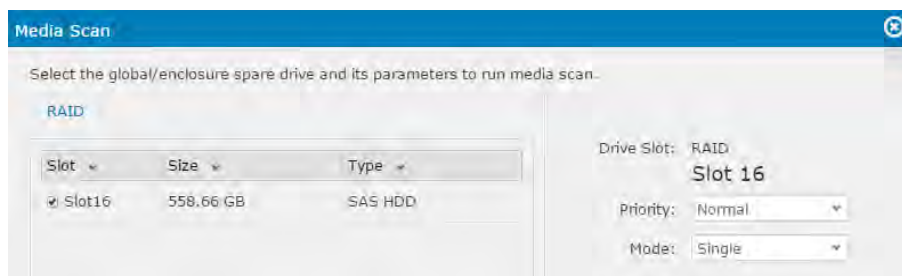 Media Scan
Select the global/enclosure spare drive and its parameters to run media scan.
RAID
Slot Size Type
Slot16 558.66 GB SAS HDD
Drive Slot: RAID
Slot 16
Priority: Normal
Mode: Single